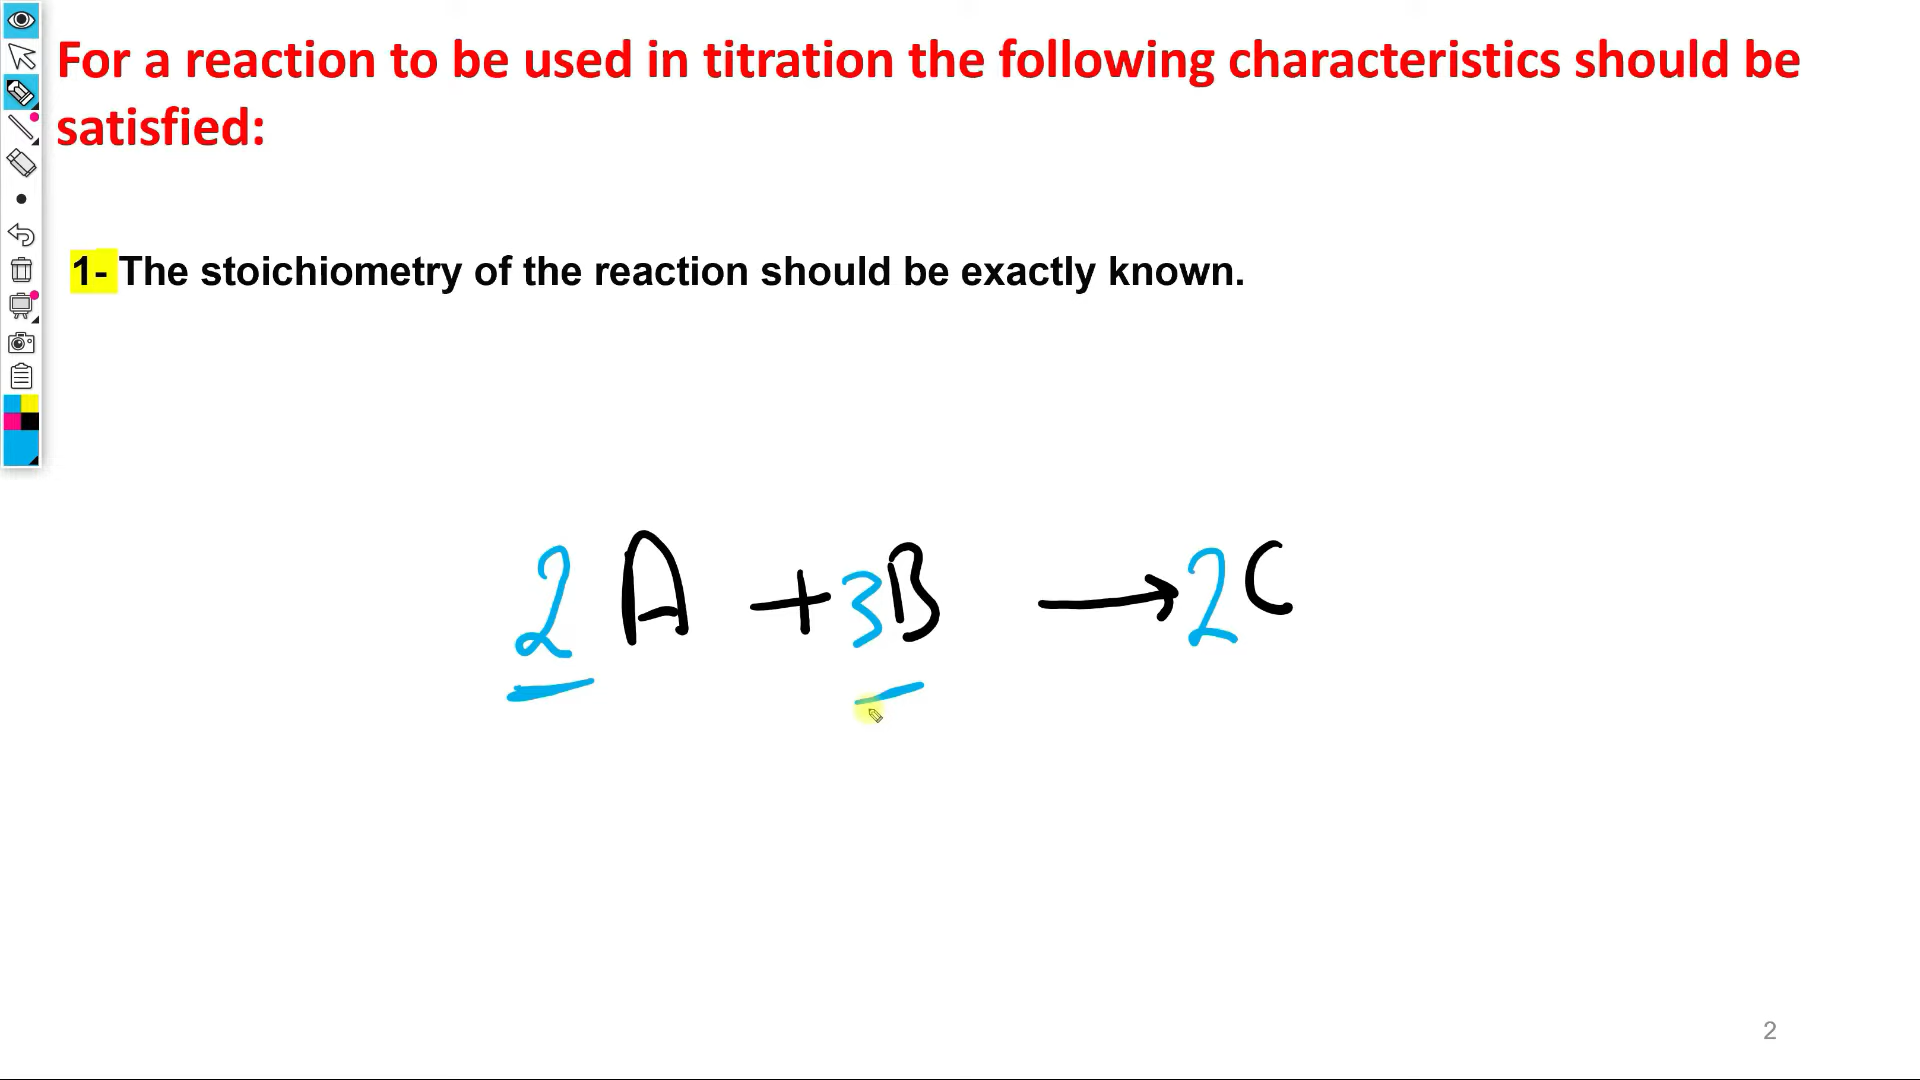 For a reaction to be used in titration the following characteristics should be
satisfied:
1- The stoichiometry of the reaction should be exactly known.
2 A + 3B → 2C
2